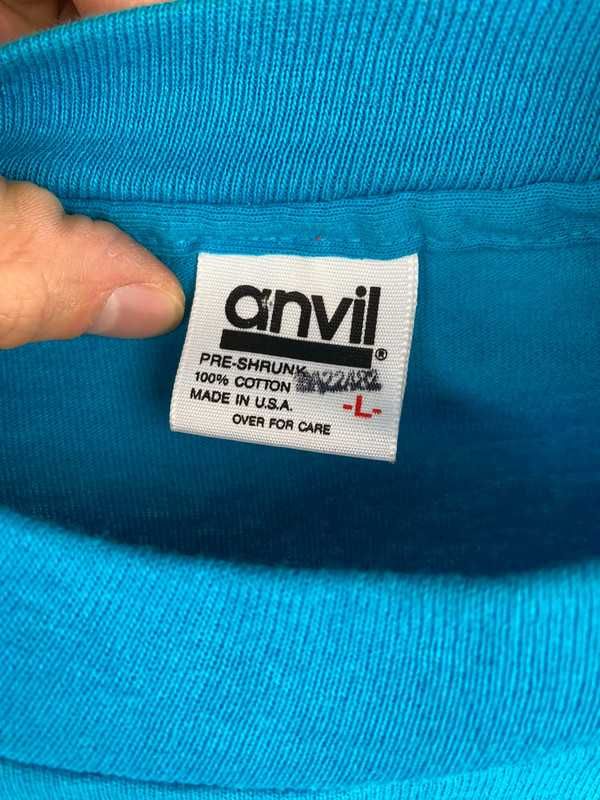 anvil®
PRE-SHRUNK
100% COTTON
MADE IN U.S.A.
-L-
OVER FOR CARE